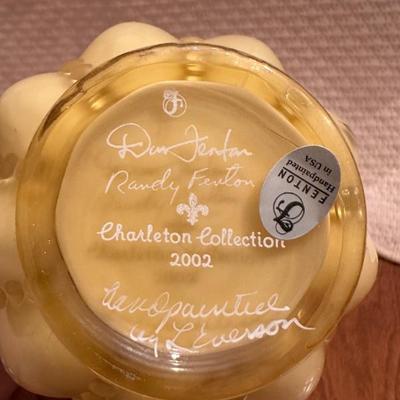 Don Fenton
Randy Fenton
Charleton Collection
2002
Handpainted
by L Everson
FENTON
Handpainted
in USA